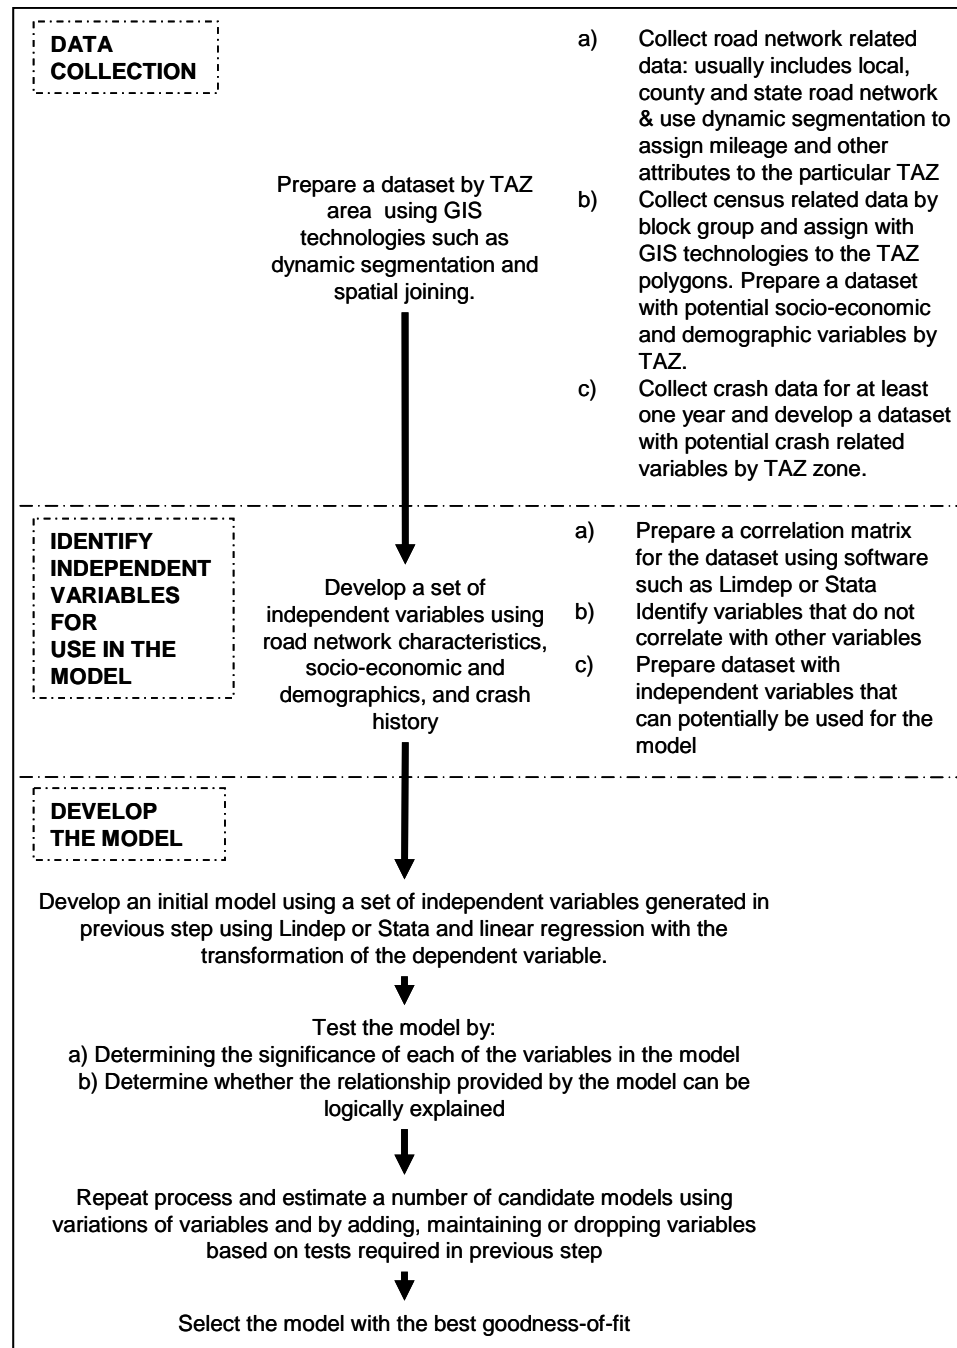 DATA
COLLECTION
Prepare a dataset by TAZ
area using GIS
technologies such as
dynamic segmentation and
spatial joining.
a) Collect road network related
data: usually includes local,
county and state road network
& use dynamic segmentation to
assign mileage and other
attributes to the particular TAZ
b) Collect census related data by
block group and assign with
GIS technologies to the TAZ
polygons. Prepare a dataset
with potential socio-economic
and demographic variables by
TAZ.
c) Collect crash data for at least
one year and develop a dataset
with potential crash related
variables by TAZ zone.
IDENTIFY
INDEPENDENT
VARIABLES
FOR
USE IN THE
MODEL
Develop a set of
independent variables using
road network characteristics,
socio-economic and
demographics, and crash
history
a) Prepare a correlation matrix
for the dataset using software
such as Limdep or Stata
b) Identify variables that do not
correlate with other variables
c) Prepare dataset with
independent variables that
can potentially be used for the
model
DEVELOP
THE MODEL
Develop an initial model using a set of independent variables generated in
previous step using Lindep or Stata and linear regression with the
transformation of the dependent variable.
Test the model by:
a) Determining the significance of each of the variables in the model
b) Determine whether the relationship provided by the model can be
logically explained
Repeat process and estimate a number of candidate models using
variations of variables and by adding, maintaining or dropping variables
based on tests required in previous step
Select the model with the best goodness-of-fit